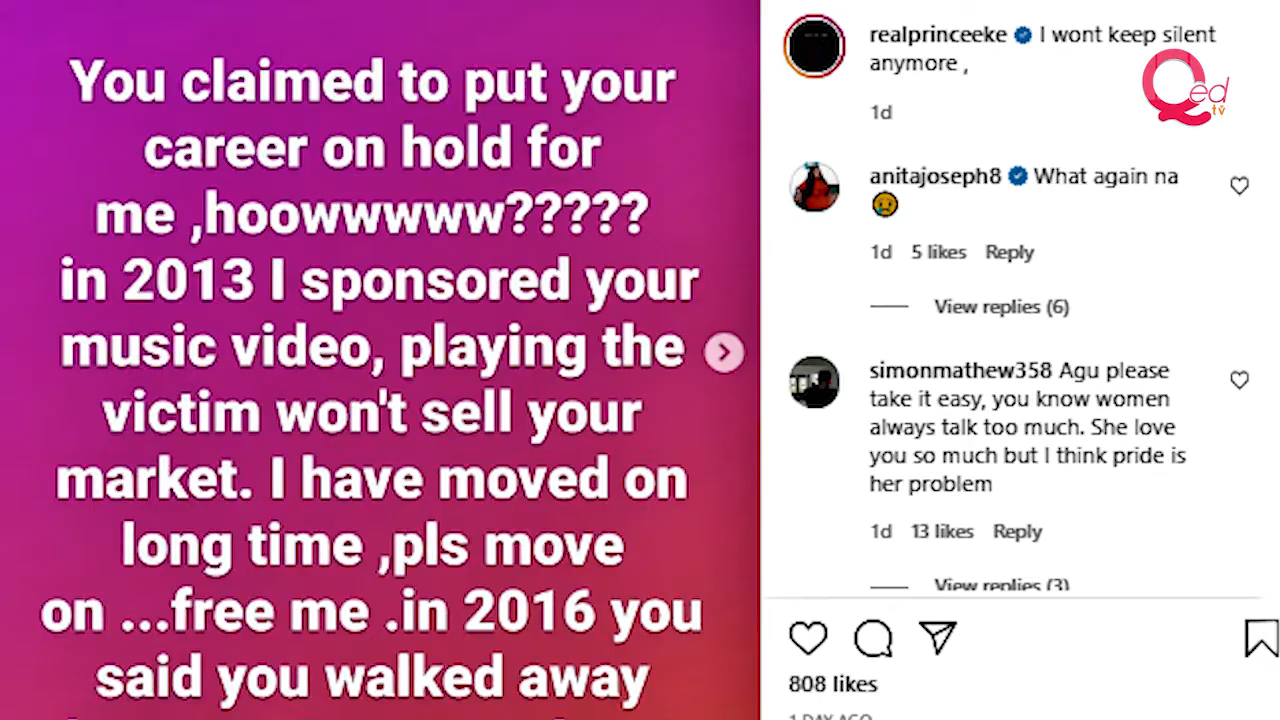 You claimed to put your
career on hold for
me ,hoowwwww?????
in 2013 I sponsored your
music video, playing the
victim won't sell your
market. I have moved on
long time ,pls move
on ...free me .in 2016 you
said you walked away
realprinceeke I wont keep silent
anymore ,
1d
Qed
tv
anitajoseph8 What again na
😥
1d 5 likes Reply
View replies (6)
simonmathew358 Agu please
take it easy, you know women
always talk too much. She love
you so much but I think pride is
her problem
1d 13 likes Reply
View replies (3)
808 likes
1 DAY AGO